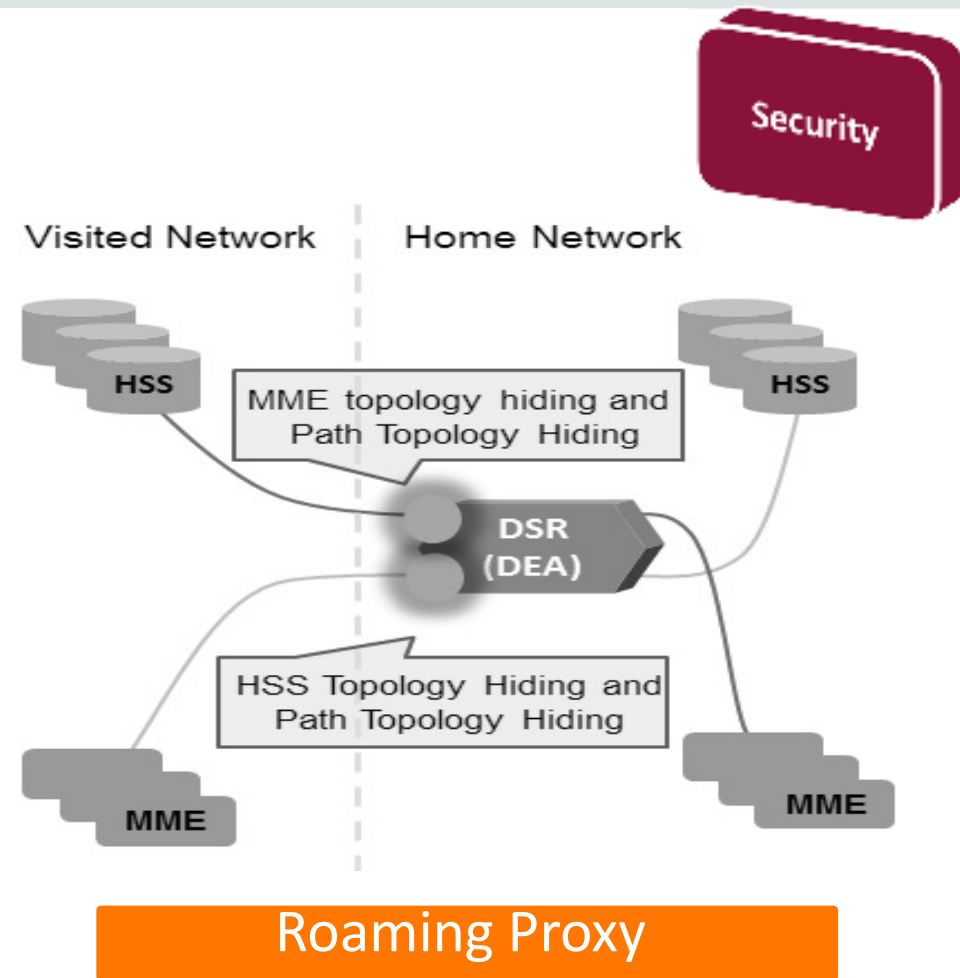 Security
Visited Network
Home Network
HSS
HSS
MME topology hiding and
Path Topology Hiding
DSR
(DEA)
HSS Topology Hiding and
Path Topology Hiding
MME
MME
Roaming Proxy